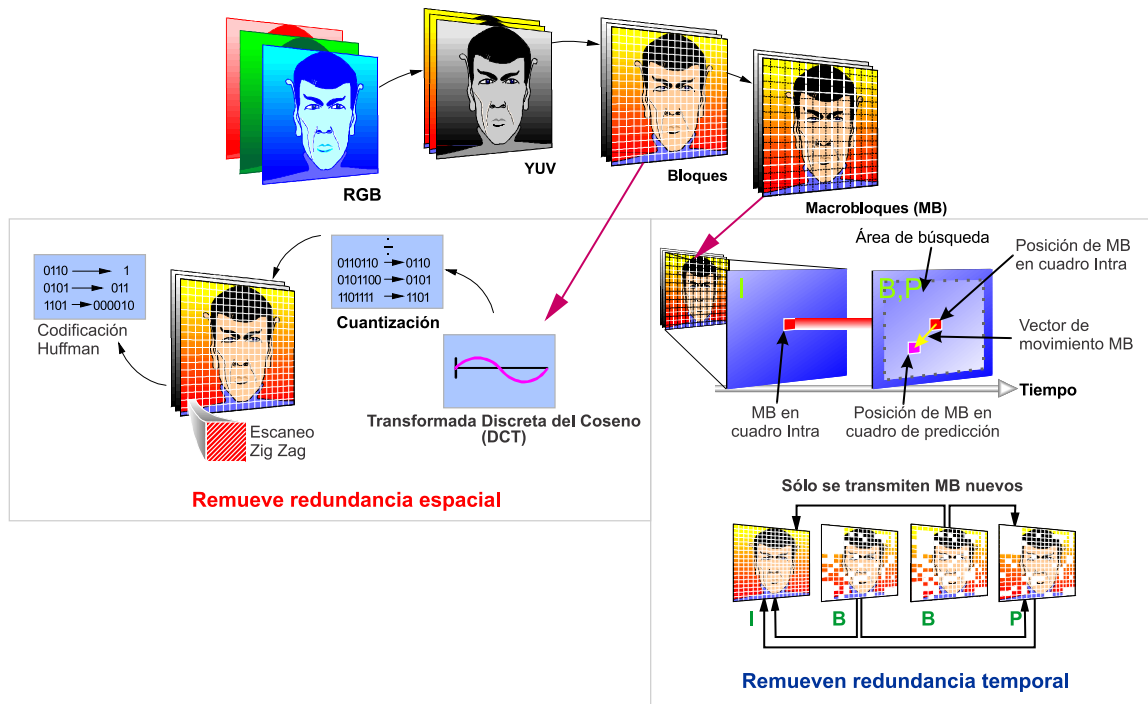 RGB
YUV
Bloques
Macrobloques (MB)
0110 1
0101 011
1101 000010
Codificación
Huffman
0110110 0110
0101100 0101
1101111 1101
Cuantización
Transformada Discreta del Coseno
(DCT)
Escaneo
Zig Zag
Remueve redundancia espacial
Área de búsqueda
Posición de MB
en cuadro Intra
I
B,P
Vector de
movimiento MB
Tiempo
MB en
cuadro Intra
Posición de MB en
cuadro de predicción
Sólo se transmiten MB nuevos
I
B
B
P
Remueven redundancia temporal